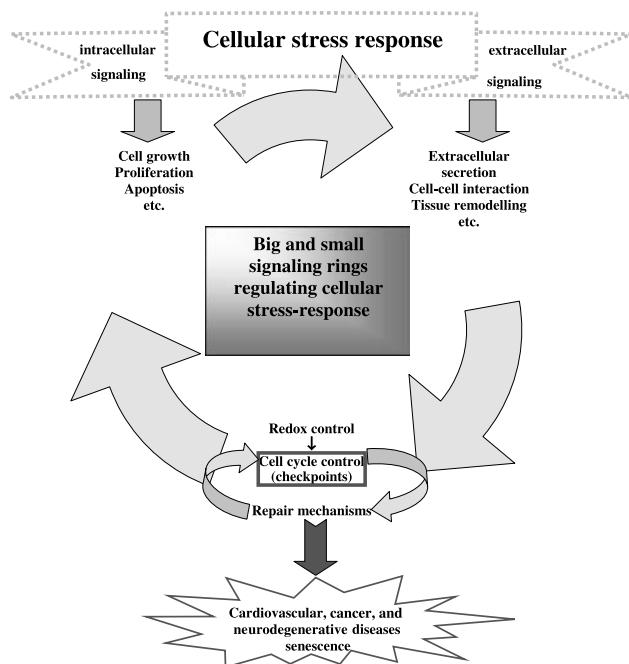 Cellular stress response
intracellular
signaling
extracellular
signaling
Cell growth
Proliferation
Apoptosis
etc.
Extracellular
secretion
Cell-cell interaction
Tissue remodelling
etc.
Big and small
signaling rings
regulating cellular
stress-response
Redox control
Cell cycle control
(checkpoints)
Repair mechanisms
Cardiovascular, cancer, and
neurodegenerative diseases
senescence